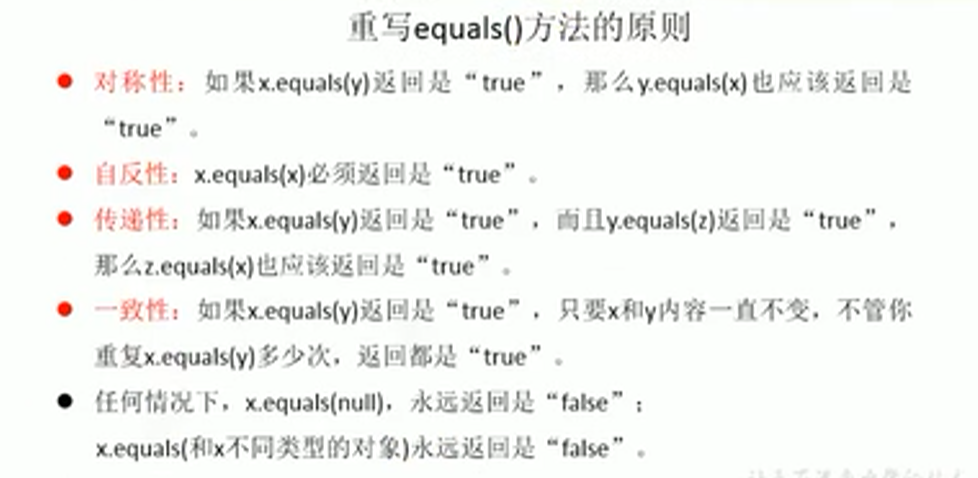 重写equals()方法的原则
● 对称性：如果x.equals(y)返回是“true”，那么y.equals(x)也应该返回是
“true”。
● 自反性：x.equals(x)必须返回是“true”。
● 传递性：如果x.equals(y)返回是“true”，而且y.equals(z)返回是“true”，
那么z.equals(x)也应该返回是“true”。
● 一致性：如果x.equals(y)返回是“true”，只要x和y内容一直不变，不管你
重复x.equals(y)多少次，返回都是“true”。
● 任何情况下，x.equals(null)，永远返回是“false”；
x.equals(和x不同类型的对象)永远返回是“false”。